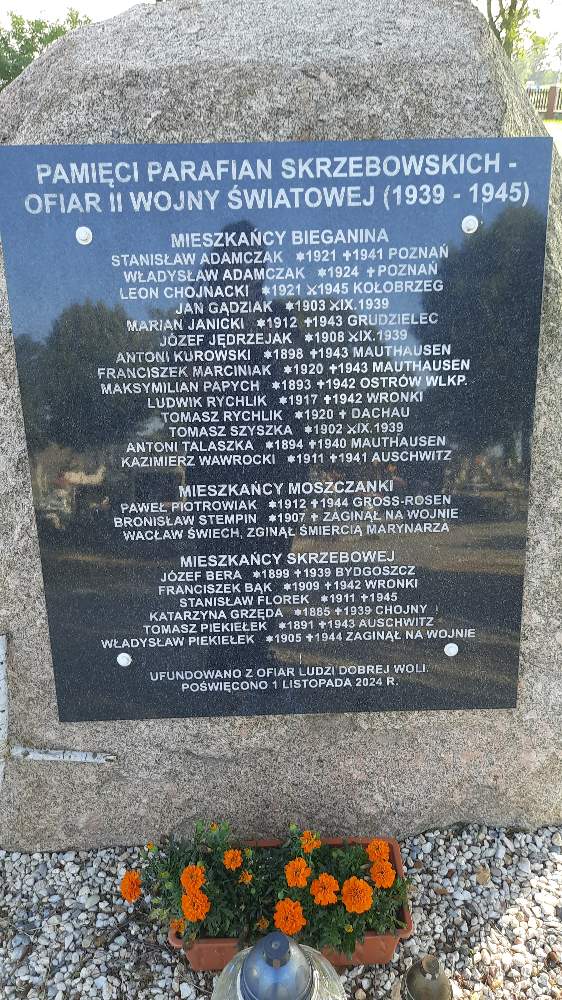 PAMIĘCI PARAFIAN SKRZEBOWSKICH -
OFIAR II WOJNY ŚWIATOWEJ (1939 - 1945)
MIESZKAŃCY BIEGANINA
STANISŁAW ADAMCZAK ✱1921 ✝1941 POZNAŃ
WŁADYSŁAW ADAMCZAK ✱1924 ✝POZNAŃ
LEON CHOJNACKI ✱1921 ⚔1945 KOŁOBRZEG
JAN GĄDZIAK ✱1903 ⚔IX.1939
MARIAN JANICKI ✱1912 ✝1943 GRUDZIELEC
JÓZEF JĘDRZEJAK ✱1908 ⚔IX.1939
ANTONI KUROWSKI ✱1898 ✝1943 MAUTHAUSEN
FRANCISZEK MARCINIAK ✱1920 ✝1943 MAUTHAUSEN
MAKSYMILIAN PAPYCH ✱1893 ✝1942 OSTRÓW WLKP.
LUDWIK RYCHLIK ✱1917 ✝1942 WRONKI
TOMASZ RYCHLIK ✱1920 ✝ DACHAU
TOMASZ SZYSZKA ✱1902 ⚔IX.1939
ANTONI TALASZKA ✱1894 ✝1940 MAUTHAUSEN
KAZIMIERZ WAWROCKI ✱1911 ✝1941 AUSCHWITZ
MIESZKAŃCY MOSZCZANKI
PAWEŁ PIOTROWIAK ✱1912 ✝1944 GROSS-ROSEN
BRONISŁAW STEMPIN ✱1907 ✝ ZAGINĄŁ NA WOJNIE
WACŁAW ŚWIECH, ZGINĄŁ ŚMIERCIĄ MARYNARZA
MIESZKAŃCY SKRZEBOWEJ
JÓZEF BERA ✱1899 ✝1939 BYDGOSZCZ
FRANCISZEK BĄK ✱1909 ✝1942 WRONKI
STANISŁAW FLOREK ✱1911 ✝1945
KATARZYNA GRZĘDA ✱1885 ✝1939 CHOJNY
TOMASZ PIEKIEŁEK ✱1891 ✝1943 AUSCHWITZ
WŁADYSŁAW PIEKIEŁEK ✱1905 ✝1944 ZAGINĄŁ NA WOJNIE
UFUNDOWANO Z OFIAR LUDZI DOBREJ WOLI.
POŚWIĘCONO 1 LISTOPADA 2024 R.